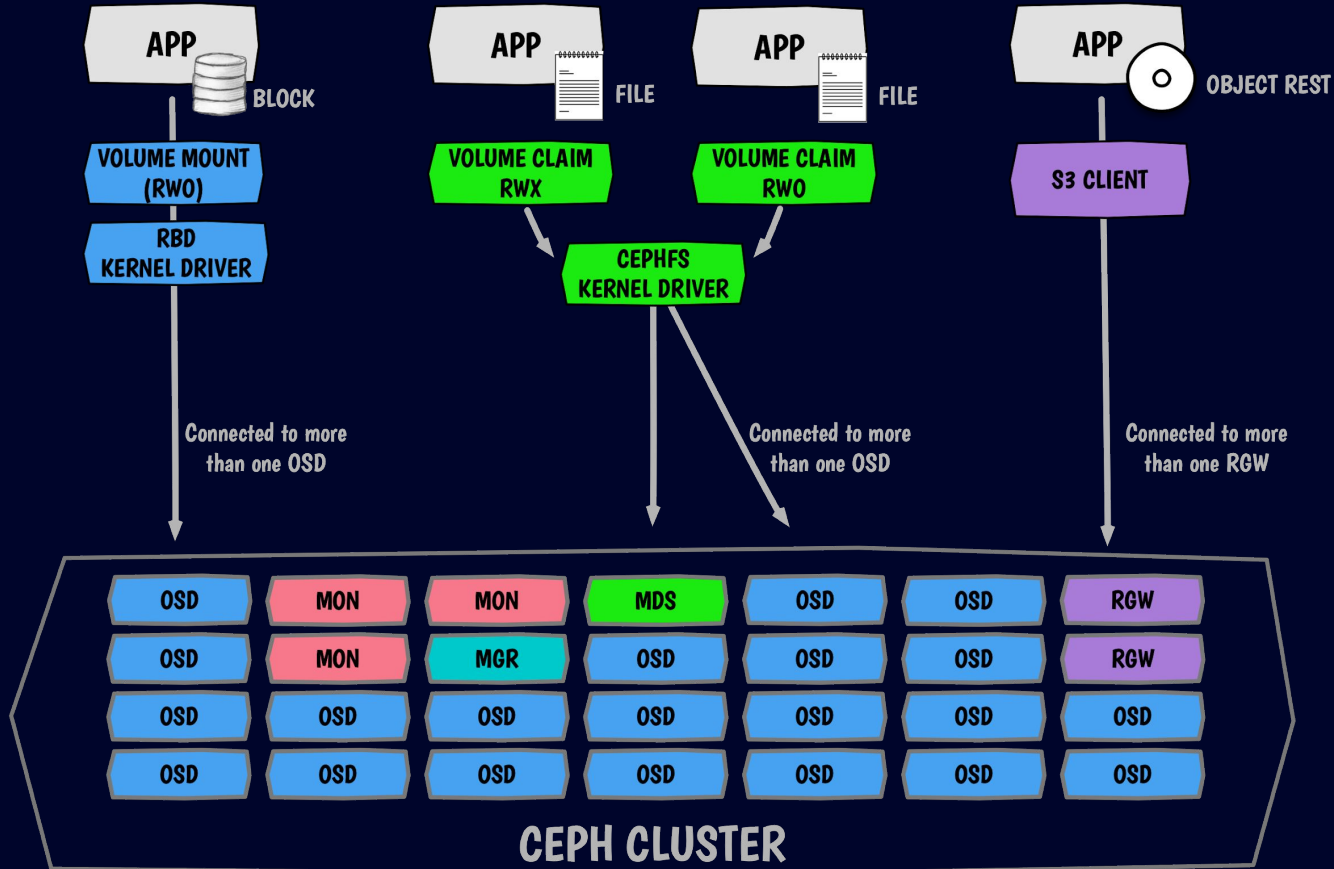 APP
BLOCK
VOLUME MOUNT
(RWO)
RBD
KERNEL DRIVER
Connected to more
than one OSD
APP
FILE
VOLUME CLAIM
RWX
APP
FILE
VOLUME CLAIM
RWO
CEPHFS
KERNEL DRIVER
Connected to more
than one OSD
APP
OBJECT REST
S3 CLIENT
Connected to more
than one RGW
OSD MON MON MDS OSD OSD RGW
OSD MON MGR OSD OSD OSD RGW
OSD OSD OSD OSD OSD OSD OSD
OSD OSD OSD OSD OSD OSD OSD
CEPH CLUSTER